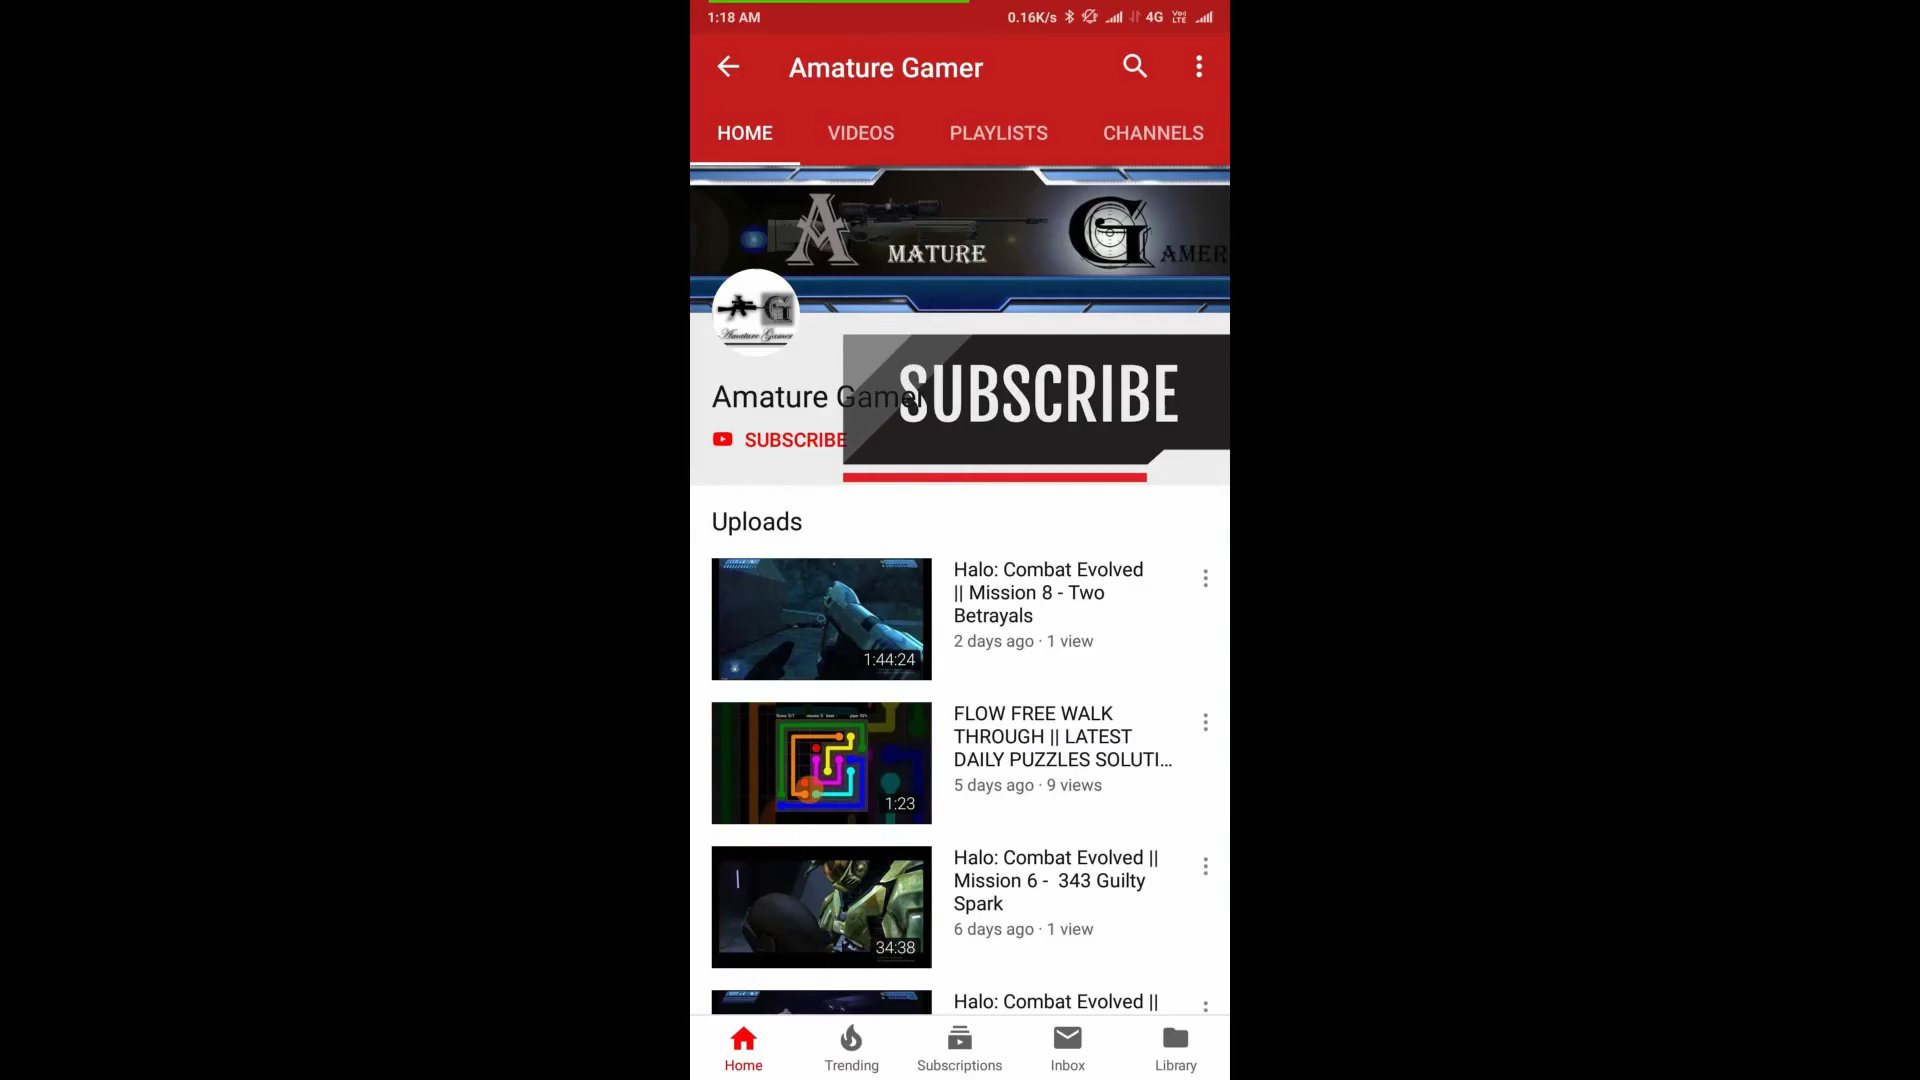 1:18 AM 0.16K/s 4G VoLTE
Amature Gamer
HOME VIDEOS PLAYLISTS CHANNELS
A MATURE G AMER
Amature Gamer
Amature Gamer
SUBSCRIBE
SUBSCRIBE
Uploads
Halo: Combat Evolved
|| Mission 8 - Two
Betrayals
2 days ago · 1 view
1:44:24
FLOW FREE WALK
THROUGH || LATEST
DAILY PUZZLES SOLUTI...
5 days ago · 9 views
1:23
Halo: Combat Evolved ||
Mission 6 - 343 Guilty
Spark
6 days ago · 1 view
34:38
Halo: Combat Evolved ||
Home Trending Subscriptions Inbox Library